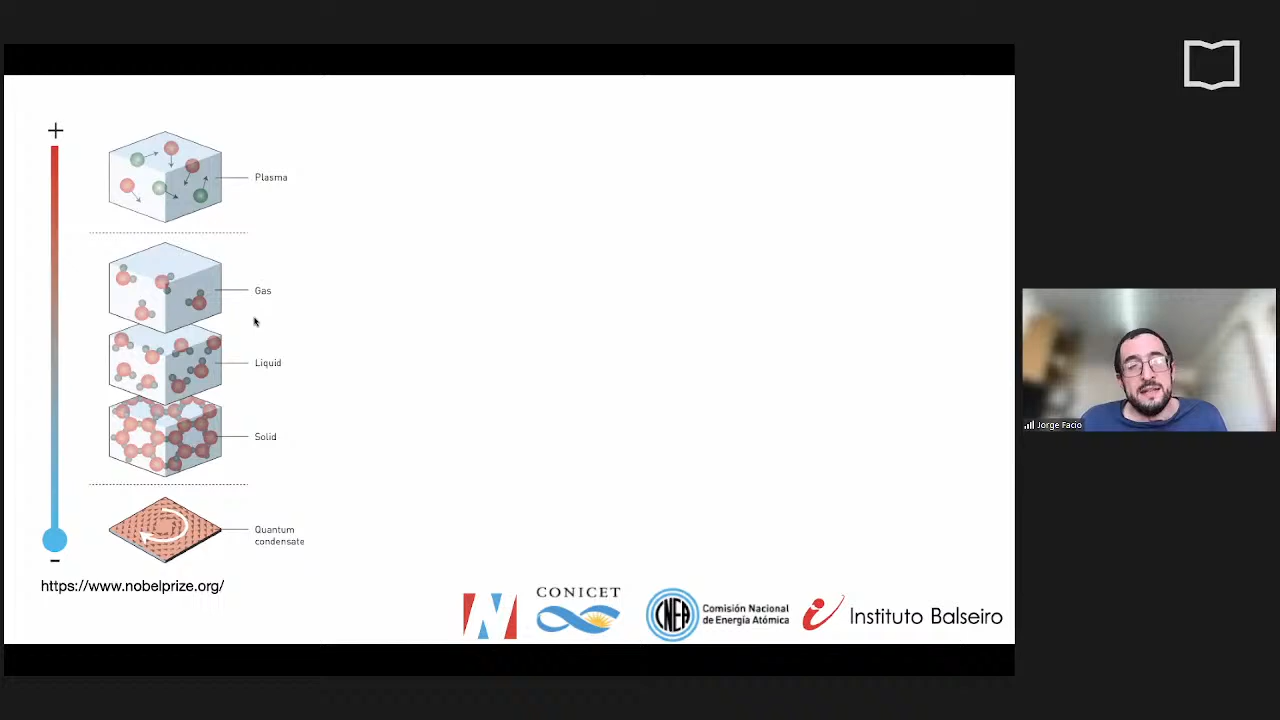 +
Plasma
Gas
Liquid
Solid
Quantum
condensate
-
https://www.nobelprize.org/
N
CONICET
CNEA
Comisión Nacional
de Energía Atómica
i Instituto Balseiro
Jorge Facio